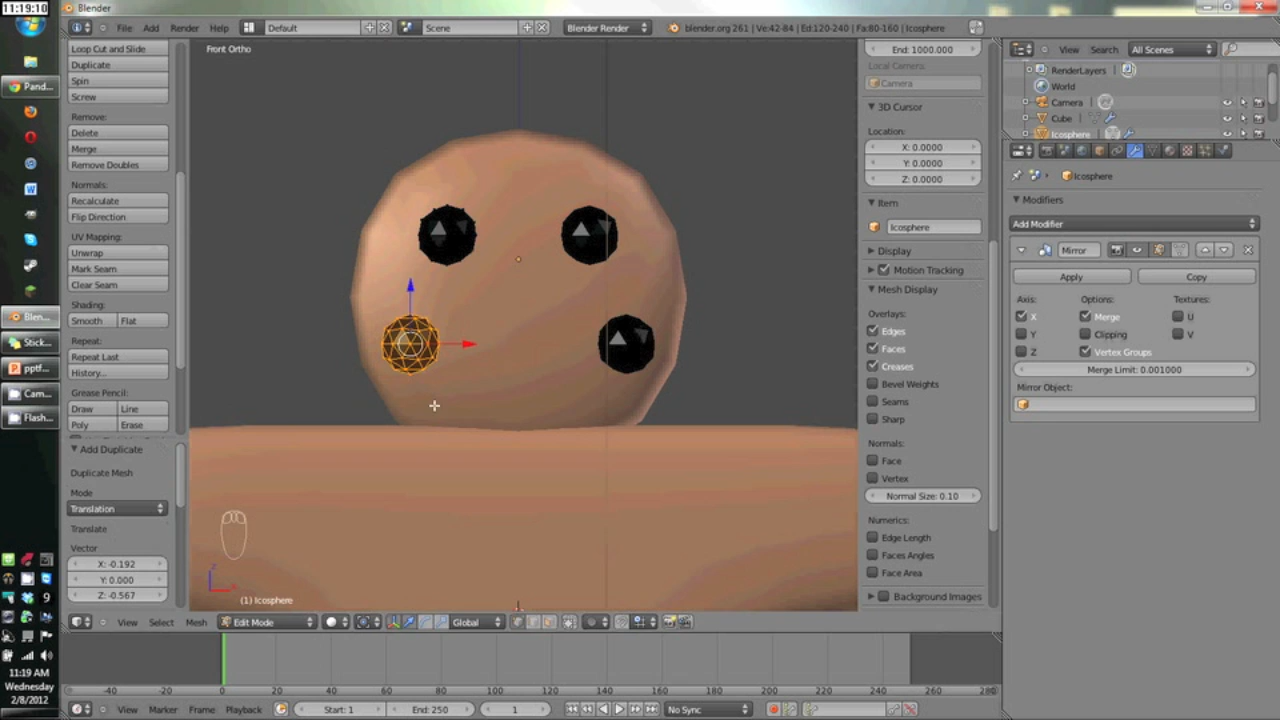 11:19:10
Blender
File Add Render Help Default Scene Blender Render blender.org 261 | Ve:42-84 | Ed:120-240 | Fa:80-160 | Icosphere
Pand...
Blen...
Stick...
pptf...
Cam...
Flash...
9
11:19 AM
Wednesday
2/8/2012
Loop Cut and Slide
Duplicate
Spin
Screw
Remove:
Delete
Merge
Remove Doubles
Normals:
Recalculate
Flip Direction
UV Mapping:
Unwrap
Mark Seam
Clear Seam
Shading:
Smooth Flat
Repeat:
Repeat Last
History...
Grease Pencil:
Draw Line
Poly Erase
Add Duplicate
Duplicate Mesh
Mode
Translation
Translate
Vector
X: -0.192
Y: 0.000
Z: -0.567
Front Ortho
(1) Icosphere
View Select Mesh Edit Mode Global
End: 1000.000
Local Camera:
Camera
3D Cursor
Location:
X: 0.0000
Y: 0.0000
Z: 0.0000
Item
Icosphere
Display
Motion Tracking
Mesh Display
Overlays:
Edges
Faces
Creases
Bevel Weights
Seams
Sharp
Normals:
Face
Vertex
Normal Size: 0.10
Numerics:
Edge Length
Faces Angles
Face Area
Background Images
View Search All Scenes
RenderLayers
World
Camera
Cube
Icosphere
Icosphere
Modifiers
Add Modifier
Mirror
Apply Copy
Axis: Options: Textures:
X Merge U
Y Clipping V
Z Vertex Groups
Merge Limit: 0.001000
Mirror Object:
-40 -20 0 20 40 60 80 100 120 140 160 180 200 220 240 260 280
View Marker Frame Playback Start: 1 End: 250 1 No Sync